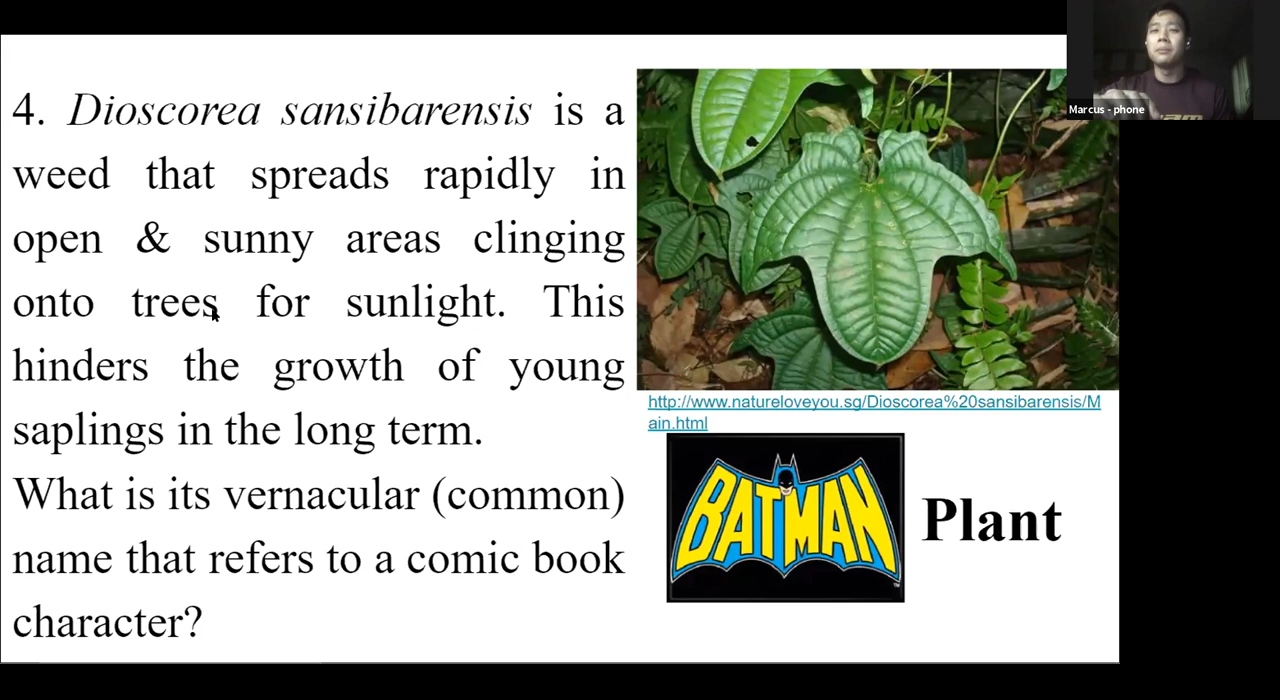 Marcus - phone
4. Dioscorea sansibarensis is a
weed that spreads rapidly in
open & sunny areas clinging
onto trees for sunlight. This
hinders the growth of young
saplings in the long term.
What is its vernacular (common)
name that refers to a comic book
character?
http://www.natureloveyou.sg/Dioscorea%20sansibarensis/M
ain.html
BATMAN
TM
Plant